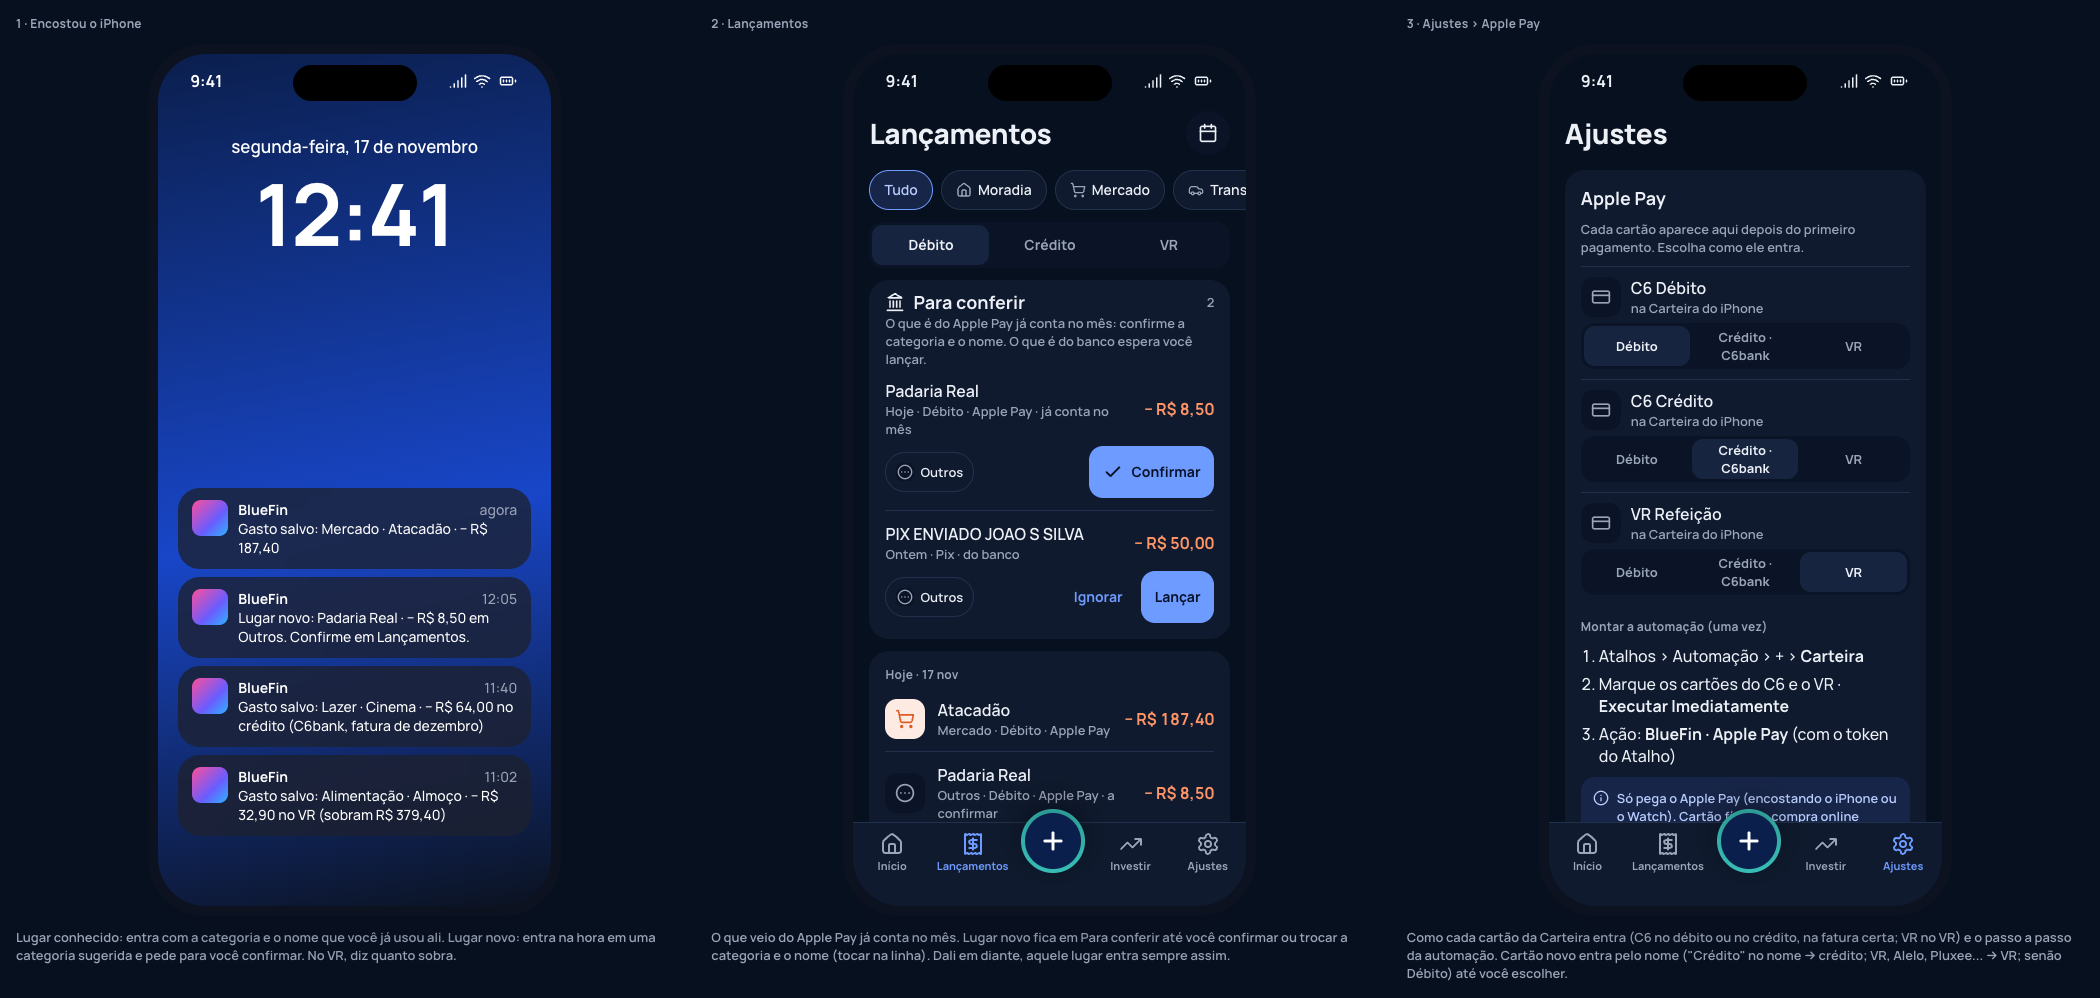 1 · Encostou o iPhone
9:41
segunda-feira, 17 de novembro
12:41
BlueFin agora
Gasto salvo: Mercado · Atacadão · − R$
187,40
BlueFin 12:05
Lugar novo: Padaria Real · − R$ 8,50 em
Outros. Confirme em Lançamentos.
BlueFin 11:40
Gasto salvo: Lazer · Cinema · − R$ 64,00 no
crédito (C6bank, fatura de dezembro)
BlueFin 11:02
Gasto salvo: Alimentação · Almoço · − R$
32,90 no VR (sobram R$ 379,40)
Lugar conhecido: entra com a categoria e o nome que você já usou ali. Lugar novo: entra na hora em uma
categoria sugerida e pede para você confirmar. No VR, diz quanto sobra.
2 · Lançamentos
9:41
Lançamentos
Tudo Moradia Mercado Trans
Débito Crédito VR
Para conferir 2
O que é do Apple Pay já conta no mês: confirme a
categoria e o nome. O que é do banco espera você
lançar.
Padaria Real
Hoje · Débito · Apple Pay · já conta no
mês
− R$ 8,50
Outros Confirmar
PIX ENVIADO JOAO S SILVA
Ontem · Pix · do banco
− R$ 50,00
Outros Ignorar Lançar
Hoje · 17 nov
Atacadão
Mercado · Débito · Apple Pay
− R$ 187,40
Padaria Real
Outros · Débito · Apple Pay · a
confirmar
− R$ 8,50
Início Lançamentos Investir Ajustes
O que veio do Apple Pay já conta no mês. Lugar novo fica em Para conferir até você confirmar ou trocar a
categoria e o nome (tocar na linha). Dali em diante, aquele lugar entra sempre assim.
3 · Ajustes > Apple Pay
9:41
Ajustes
Apple Pay
Cada cartão aparece aqui depois do primeiro
pagamento. Escolha como ele entra.
C6 Débito
na Carteira do iPhone
Débito Crédito · C6bank VR
C6 Crédito
na Carteira do iPhone
Débito Crédito · C6bank VR
VR Refeição
na Carteira do iPhone
Débito Crédito · C6bank VR
Montar a automação (uma vez)
1. Atalhos > Automação > + > Carteira
2. Marque os cartões do C6 e o VR ·
Executar Imediatamente
3. Ação: BlueFin · Apple Pay (com o token
do Atalho)
Só pega o Apple Pay (encostando o iPhone ou
o Watch). Cartão compra online
Início Lançamentos Investir Ajustes
Como cada cartão da Carteira entra (C6 no débito ou no crédito, na fatura certa; VR no VR) e o passo a passo
da automação. Cartão novo entra pelo nome ("Crédito" no nome → crédito; VR, Alelo, Pluxee... → VR; senão
Débito) até você escolher.